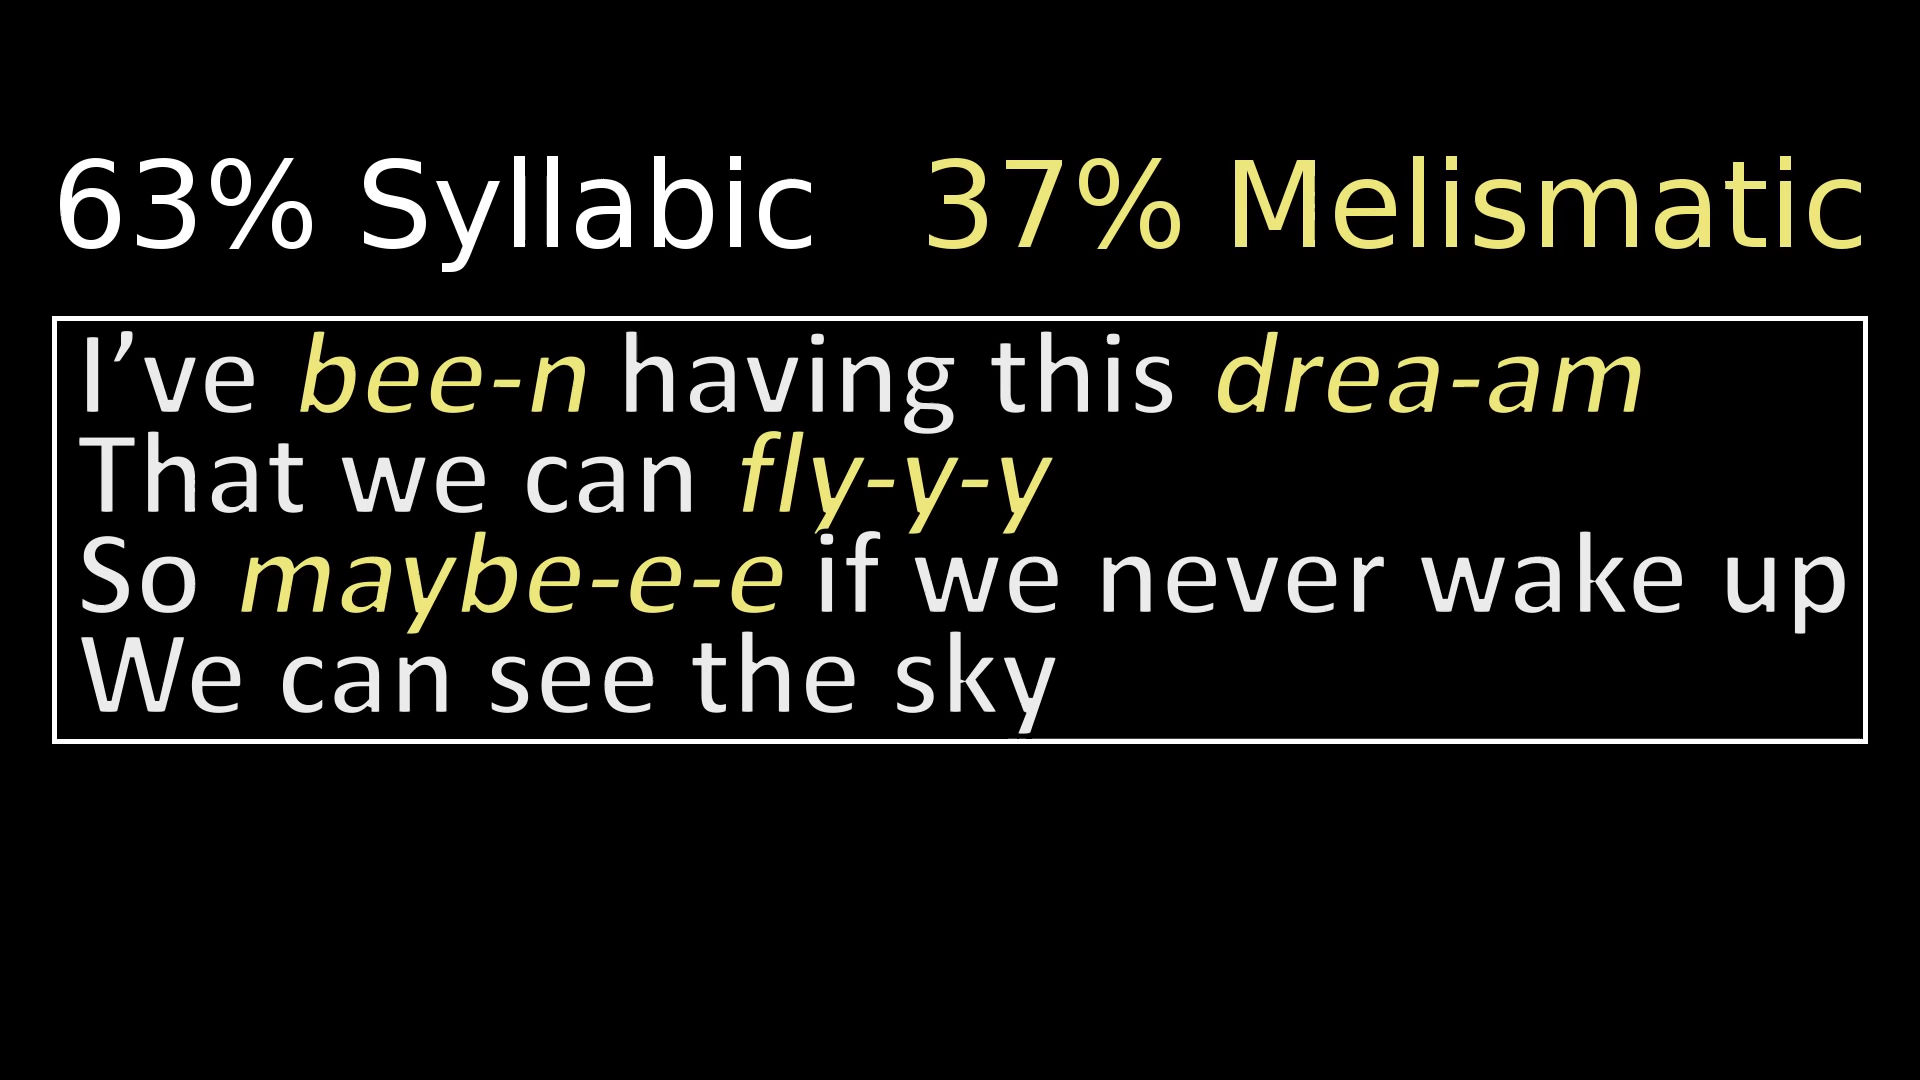 63% Syllabic 37% Melismatic
I’ve bee-n having this drea-am
That we can fly-y-y
So maybe-e-e if we never wake up
We can see the sky